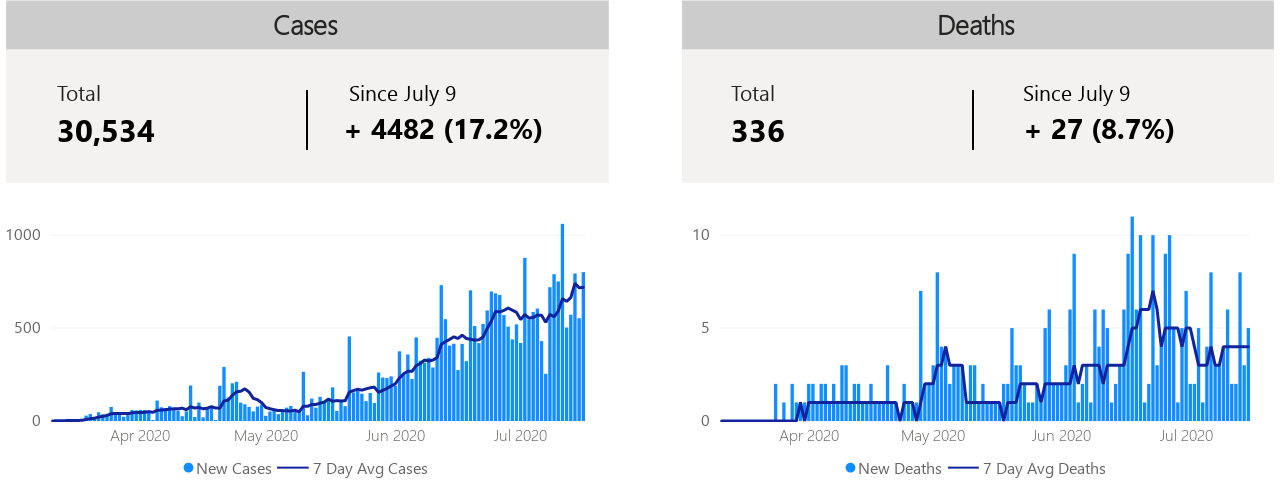 Cases
Total
Since July 9
30,534
+ 4482 (17.2%)
1000
500
0
Apr 2020
May 2020
Jun 2020
Jul 2020
New Cases
7 Day Avg Cases
Deaths
Total
Since July 9
336
+ 27 (8.7%)
10
5
0
Apr 2020
May 2020
Jun 2020
Jul 2020
New Deaths
7 Day Avg Deaths